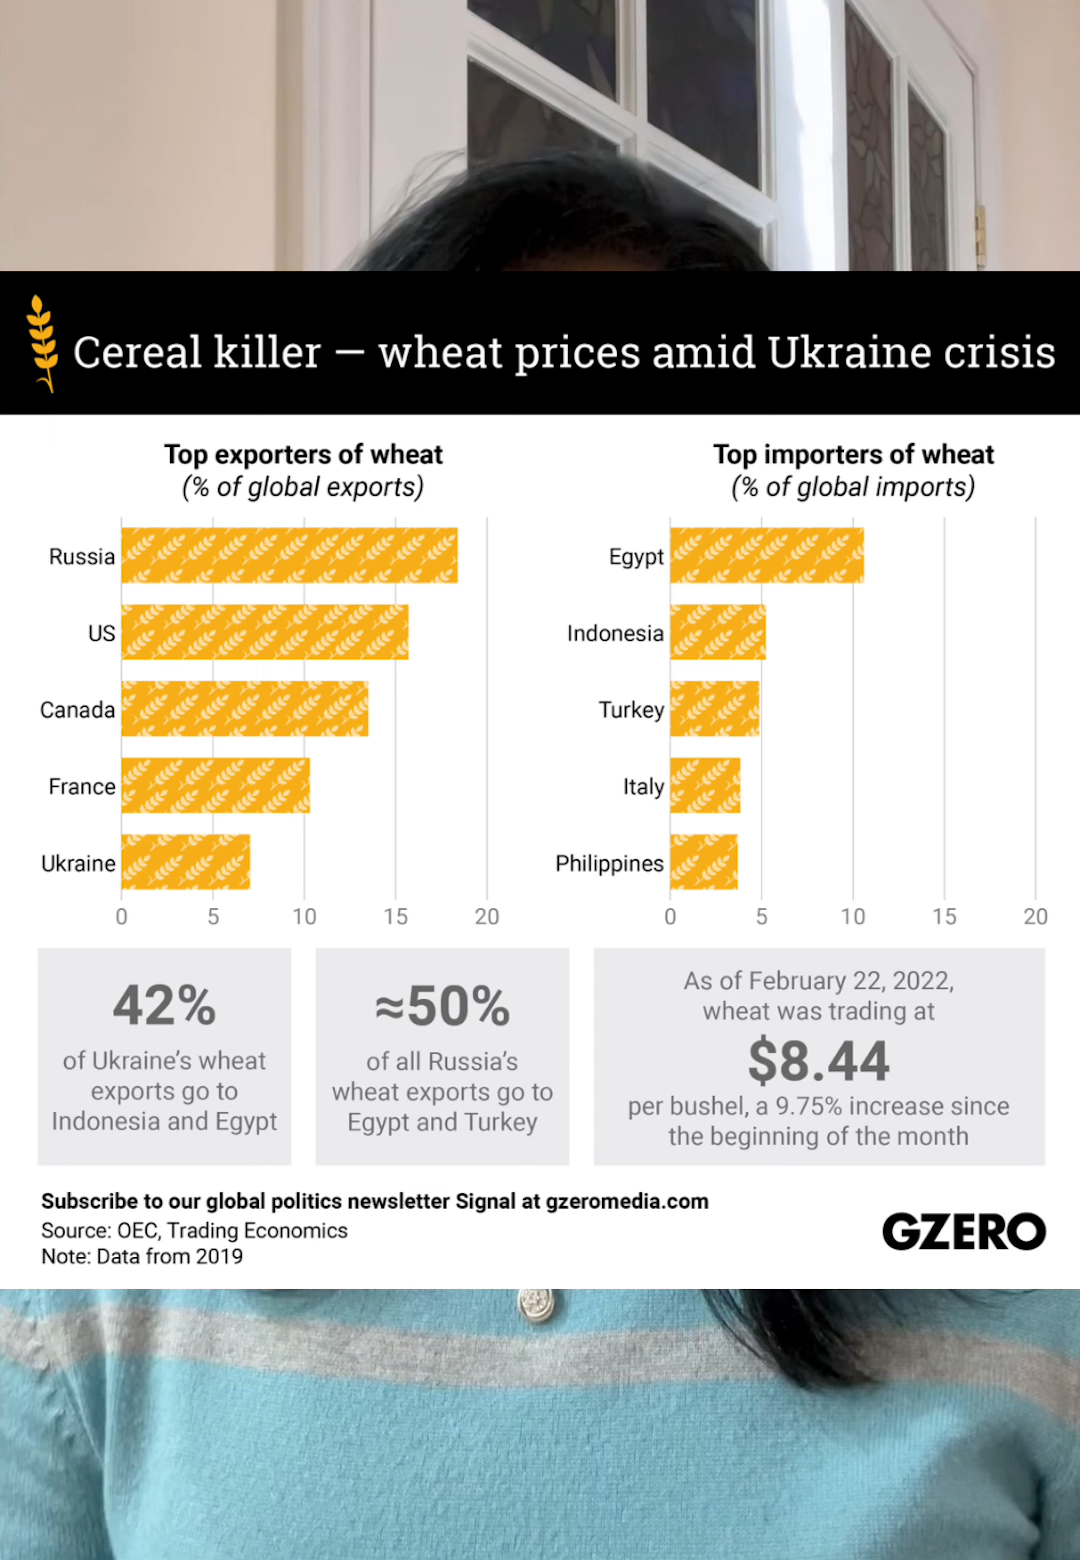 Cereal killer — wheat prices amid Ukraine crisis
Top exporters of wheat
(% of global exports)
Russia
US
Canada
France
Ukraine
0 5 10 15 20
Top importers of wheat
(% of global imports)
Egypt
Indonesia
Turkey
Italy
Philippines
0 5 10 15 20
42%
of Ukraine’s wheat
exports go to
Indonesia and Egypt
≈50%
of all Russia’s
wheat exports go to
Egypt and Turkey
As of February 22, 2022,
wheat was trading at
$8.44
per bushel, a 9.75% increase since
the beginning of the month
Subscribe to our global politics newsletter Signal at gzeromedia.com
Source: OEC, Trading Economics
Note: Data from 2019
GZERO